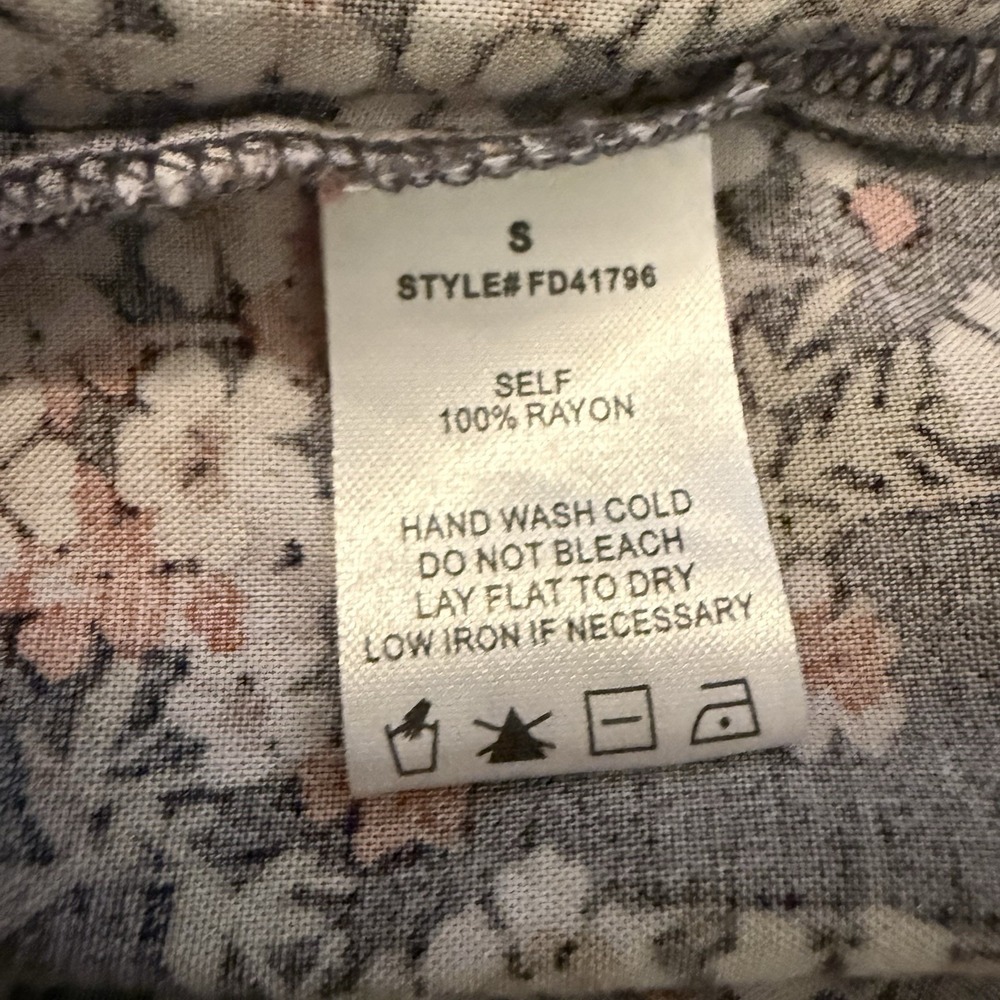 S
STYLE# FD41796
SELF
100% RAYON
HAND WASH COLD
DO NOT BLEACH
LAY FLAT TO DRY
LOW IRON IF NECESSARY